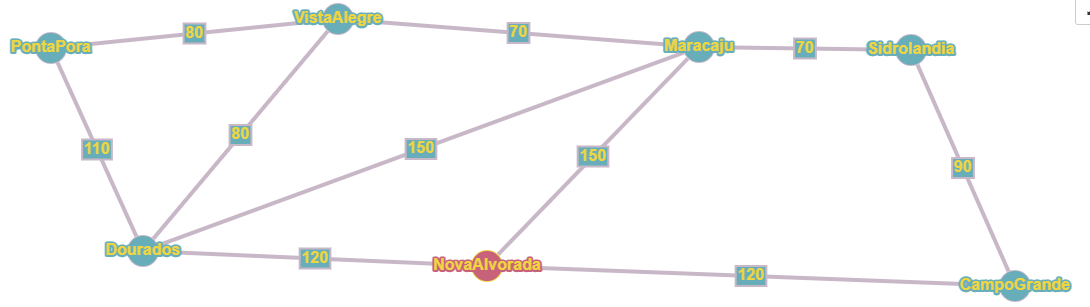 VistaAlegre
80
70
PontaPora
Maracaju
70
Sidrolandia
110
80
150
150
90
Dourados
120
NovaAlvorada
120
CampoGrande